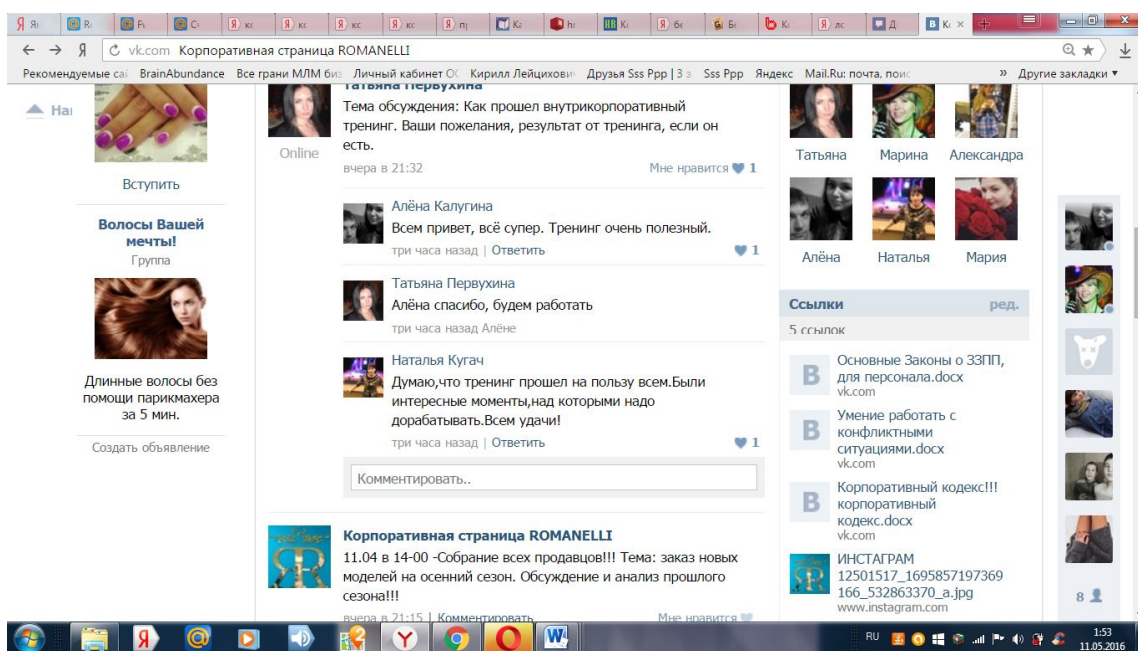 vk.com Корпоративная страница ROMANELLI
BrainAbundance Все грани МЛМ биз Личный кабинет Кирилл Лейцихович Друзья Sss Ppp | 3 Sss Ppp Яндекс Mail.Ru: почта, поис » Другие закладки
Вступить
Волосы Вашей
мечты!
Группа
Длинные волосы без
помощи парикмахера
за 5 мин.
Создать объявление
Татьяна Первухина
Тема обсуждения: Как прошел внутрикорпоративный
тренинг. Ваши пожелания, результат от тренинга, если он
есть.
Online
вчера в 21:32 Мне нравится 1
Алёна Калугина
Всем привет, всё супер. Тренинг очень полезный.
три часа назад | Ответить 1
Татьяна Первухина
Алёна спасибо, будем работать
три часа назад Алёне
Наталья Кугач
Думаю,что тренинг прошел на пользу всем.Были
интересные моменты,над которыми надо
дорабатывать.Всем удачи!
три часа назад | Ответить 1
Комментировать..
Корпоративная страница ROMANELLI
11.04 в 14-00 -Собрание всех продавцов!!! Тема: заказ новых
моделей на осенний сезон. Обсуждение и анализ прошлого
сезона!!!
вчера в 21:15 | Комментировать Мне нравится
Татьяна Марина Александра
Алёна Наталья Мария
Ссылки ред.
5 ссылок
Основные Законы о ЗЗПП,
для персонала.docx
vk.com
Умение работать с
конфликтными
ситуациями.docx
vk.com
Корпоративный кодекс!!!
корпоративный
кодекс.docx
vk.com
ИНСТАГРАМ
12501517_1695857197369
166_532863370_a.jpg
www.instagram.com
8
RU
1:53
11.05.2016